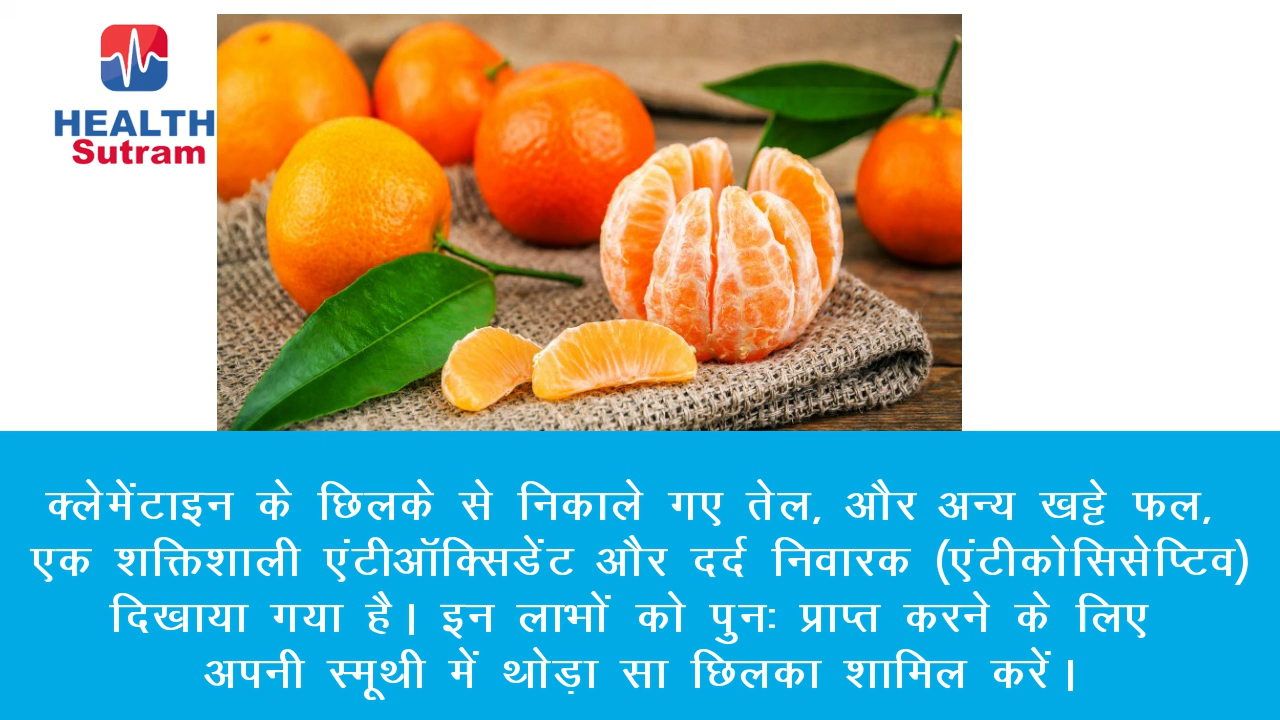 HEALTH
Sutram
क्लेमेंटाइन के छिलके से निकाले गए तेल, और अन्य खट्टे फल,
एक शक्तिशाली एंटीऑक्सिडेंट और दर्द निवारक (एंटीकोसिसेप्टिव)
दिखाया गया है। इन लाभों को पुनः प्राप्त करने के लिए
अपनी स्मूथी में थोड़ा सा छिलका शामिल करें।